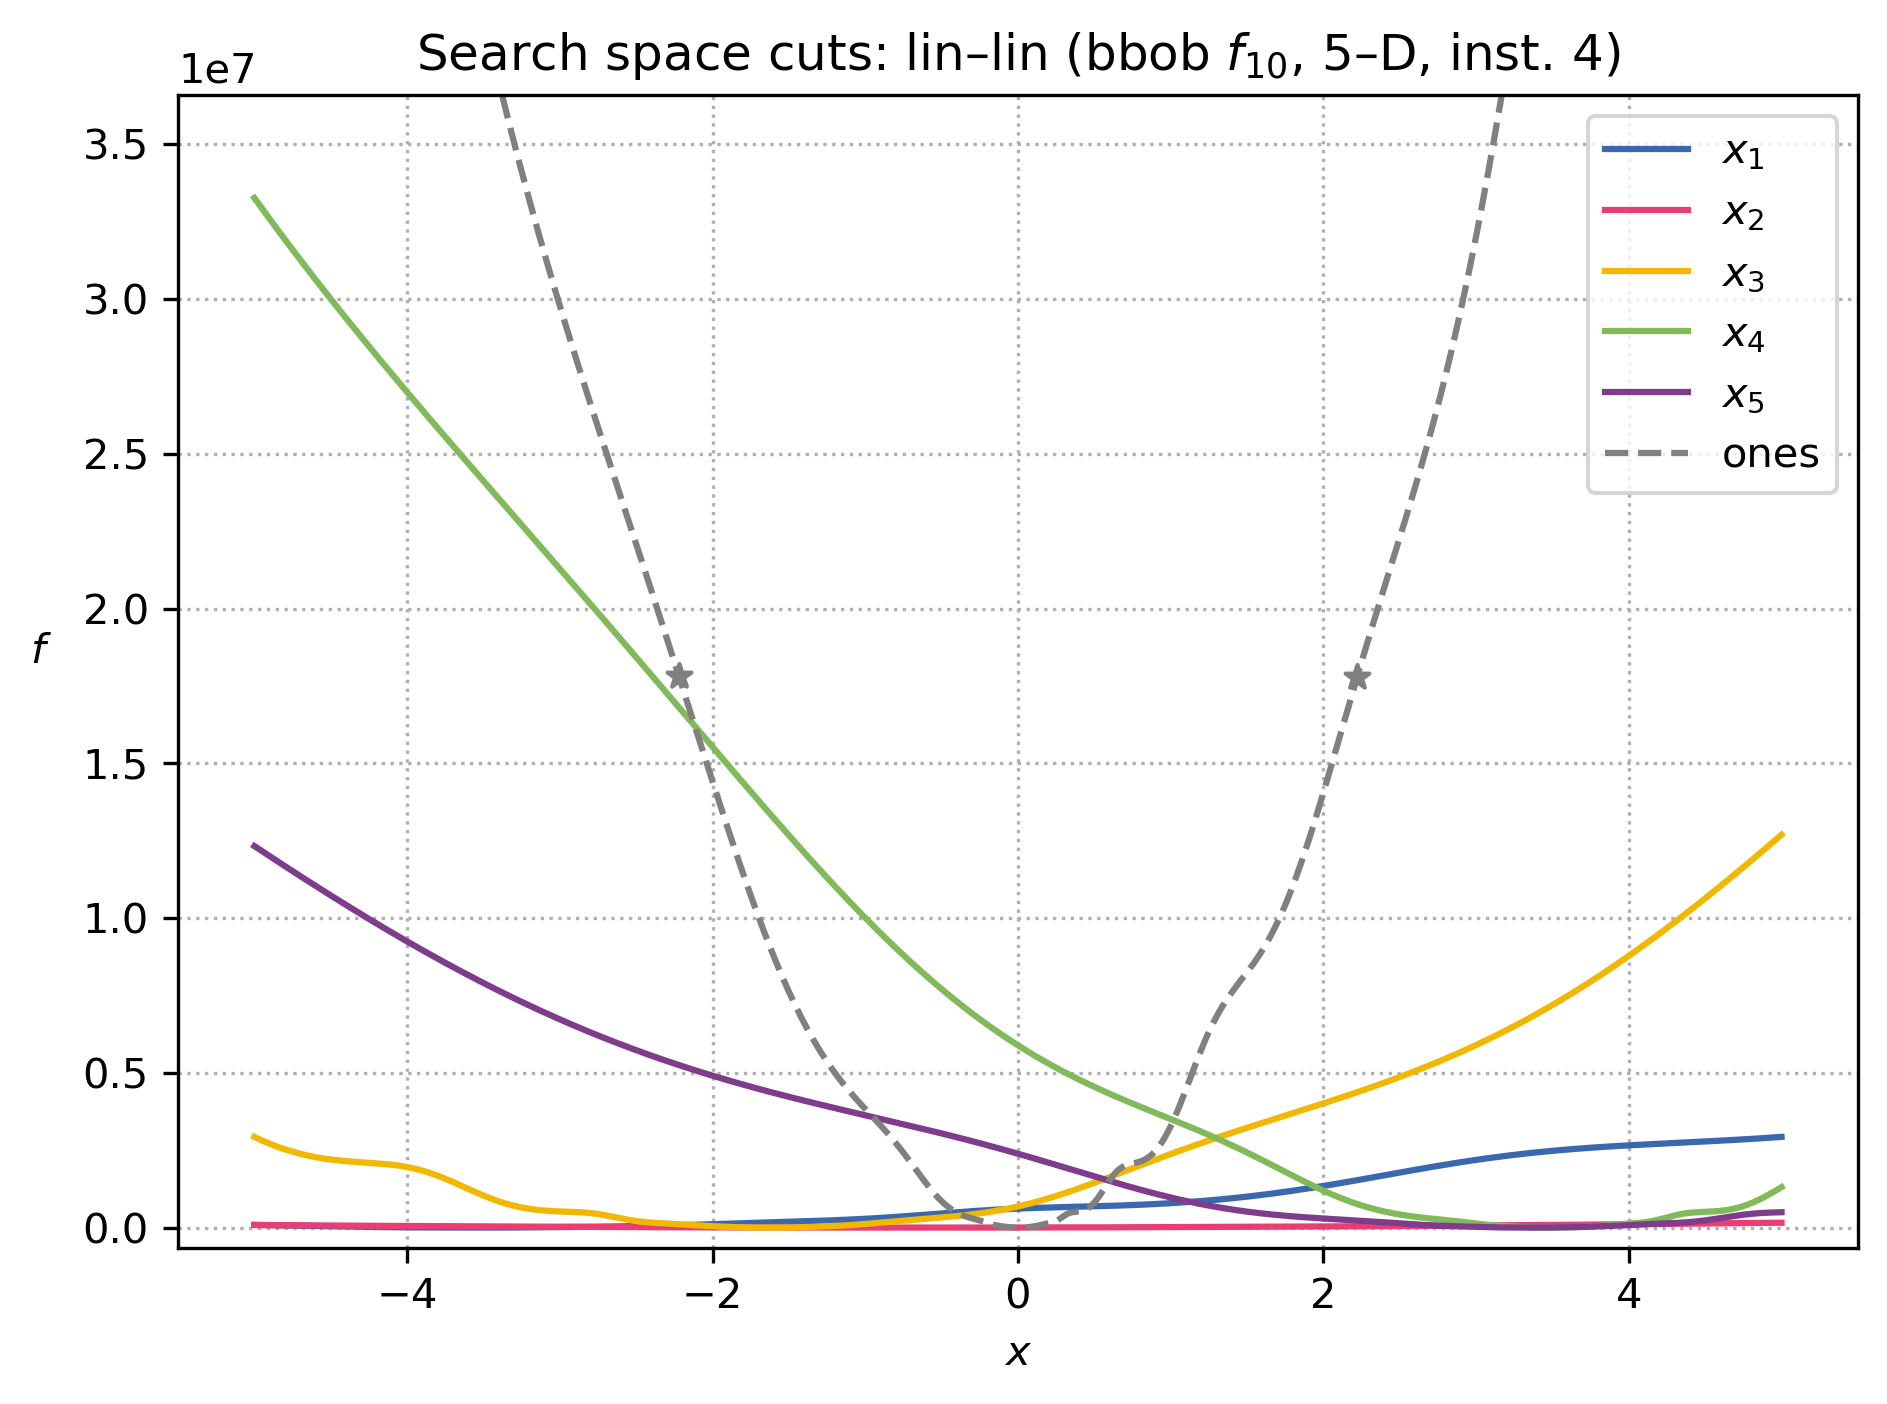 Search space cuts: lin–lin (bbob f10, 5–D, inst. 4)
1e7
3.5
3.0
2.5
2.0
1.5
1.0
0.5
0.0
f
−4
−2
0
2
4
x
x1
x2
x3
x4
x5
ones